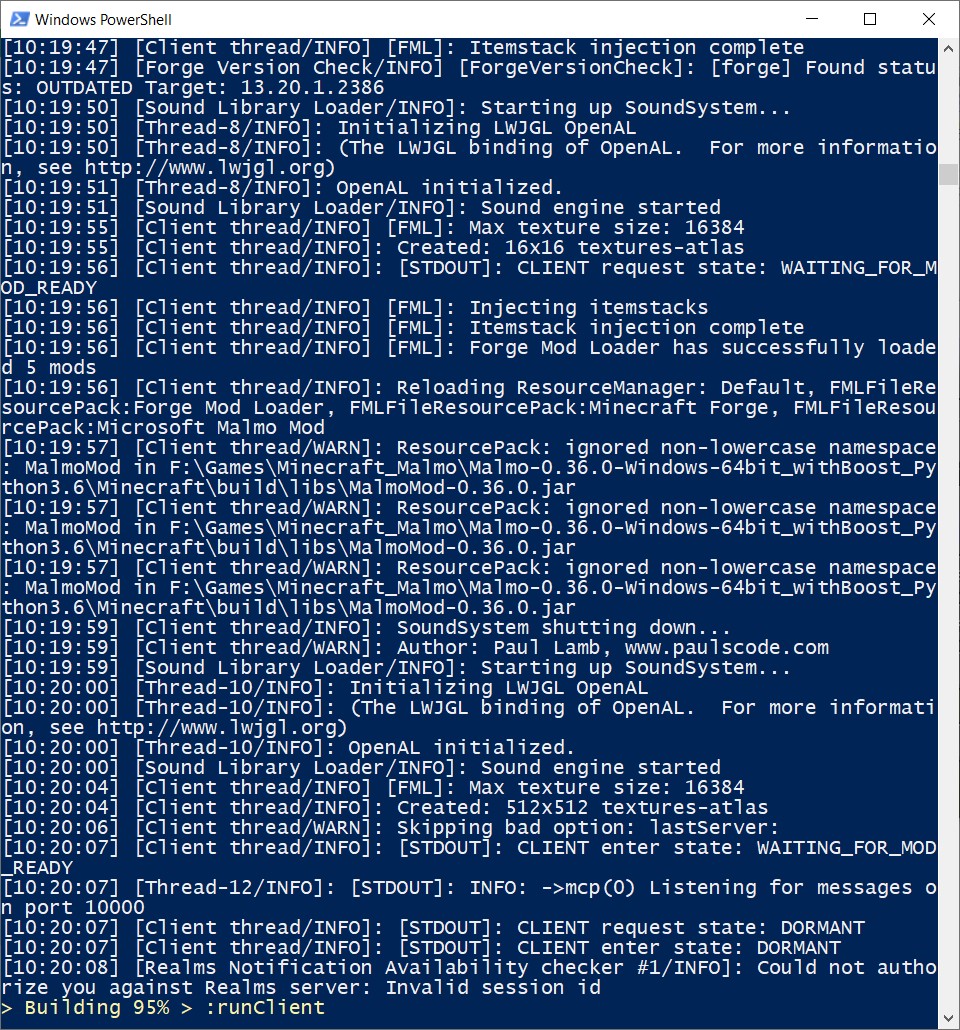 Windows PowerShell
[10:19:47] [Client thread/INFO] [FML]: Itemstack injection complete
[10:19:47] [Forge Version Check/INFO] [ForgeVersionCheck]: [forge] Found statu
s: OUTDATED Target: 13.20.1.2386
[10:19:50] [Sound Library Loader/INFO]: Starting up SoundSystem...
[10:19:50] [Thread-8/INFO]: Initializing LWJGL OpenAL
[10:19:50] [Thread-8/INFO]: (The LWJGL binding of OpenAL.  For more informatio
n, see http://www.lwjgl.org)
[10:19:51] [Thread-8/INFO]: OpenAL initialized.
[10:19:51] [Sound Library Loader/INFO]: Sound engine started
[10:19:55] [Client thread/INFO] [FML]: Max texture size: 16384
[10:19:55] [Client thread/INFO]: Created: 16x16 textures-atlas
[10:19:56] [Client thread/INFO]: [STDOUT]: CLIENT request state: WAITING_FOR_M
OD_READY
[10:19:56] [Client thread/INFO] [FML]: Injecting itemstacks
[10:19:56] [Client thread/INFO] [FML]: Itemstack injection complete
[10:19:56] [Client thread/INFO] [FML]: Forge Mod Loader has successfully loade
d 5 mods
[10:19:56] [Client thread/INFO]: Reloading ResourceManager: Default, FMLFileRe
sourcePack:Forge Mod Loader, FMLFileResourcePack:Minecraft Forge, FMLFileResou
rcePack:Microsoft Malmo Mod
[10:19:57] [Client thread/WARN]: ResourcePack: ignored non-lowercase namespace
: MalmoMod in F:\Games\Minecraft_Malmo\Malmo-0.36.0-Windows-64bit_withBoost_Py
thon3.6\Minecraft\build\libs\MalmoMod-0.36.0.jar
[10:19:57] [Client thread/WARN]: ResourcePack: ignored non-lowercase namespace
: MalmoMod in F:\Games\Minecraft_Malmo\Malmo-0.36.0-Windows-64bit_withBoost_Py
thon3.6\Minecraft\build\libs\MalmoMod-0.36.0.jar
[10:19:57] [Client thread/WARN]: ResourcePack: ignored non-lowercase namespace
: MalmoMod in F:\Games\Minecraft_Malmo\Malmo-0.36.0-Windows-64bit_withBoost_Py
thon3.6\Minecraft\build\libs\MalmoMod-0.36.0.jar
[10:19:59] [Client thread/INFO]: SoundSystem shutting down...
[10:19:59] [Client thread/WARN]: Author: Paul Lamb, www.paulscode.com
[10:19:59] [Sound Library Loader/INFO]: Starting up SoundSystem...
[10:20:00] [Thread-10/INFO]: Initializing LWJGL OpenAL
[10:20:00] [Thread-10/INFO]: (The LWJGL binding of OpenAL.  For more informati
on, see http://www.lwjgl.org)
[10:20:00] [Thread-10/INFO]: OpenAL initialized.
[10:20:00] [Sound Library Loader/INFO]: Sound engine started
[10:20:04] [Client thread/INFO] [FML]: Max texture size: 16384
[10:20:04] [Client thread/INFO]: Created: 512x512 textures-atlas
[10:20:06] [Client thread/WARN]: Skipping bad option: lastServer:
[10:20:07] [Client thread/INFO]: [STDOUT]: CLIENT enter state: WAITING_FOR_MOD
_READY
[10:20:07] [Thread-12/INFO]: [STDOUT]: INFO: ->mcp(0) Listening for messages o
n port 10000
[10:20:07] [Client thread/INFO]: [STDOUT]: CLIENT request state: DORMANT
[10:20:07] [Client thread/INFO]: [STDOUT]: CLIENT enter state: DORMANT
[10:20:08] [Realms Notification Availability checker #1/INFO]: Could not autho
rize you against Realms server: Invalid session id
> Building 95% > :runClient